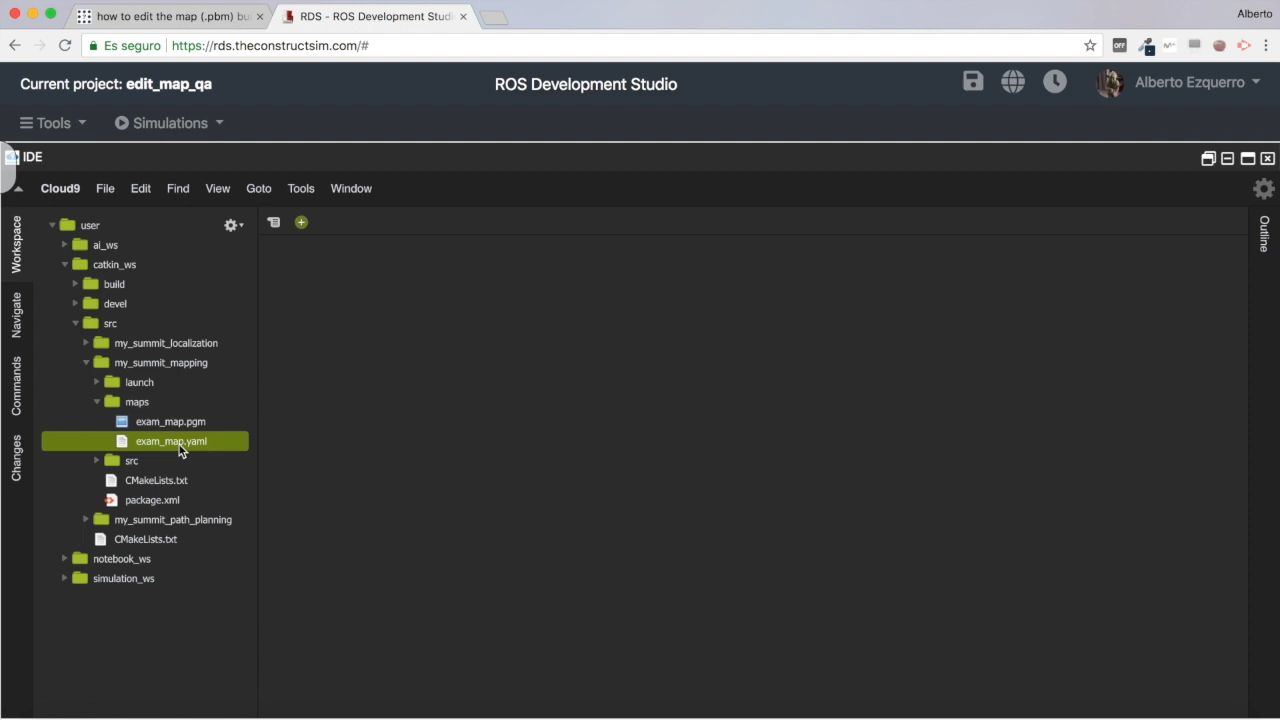 how to edit the map (.pbm) bu
RDS - ROS Development Studi
Alberto
Es seguro
https://rds.theconstructsim.com/#
OFF
Current project: edit_map_qa
ROS Development Studio
Alberto Ezquerro
Tools
Simulations
IDE
Cloud9 File Edit Find View Goto Tools Window
Workspace
Navigate
Commands
Changes
user
ai_ws
catkin_ws
build
devel
src
my_summit_localization
my_summit_mapping
launch
maps
exam_map.pgm
exam_map.yaml
src
CMakeLists.txt
package.xml
my_summit_path_planning
CMakeLists.txt
notebook_ws
simulation_ws
Outline